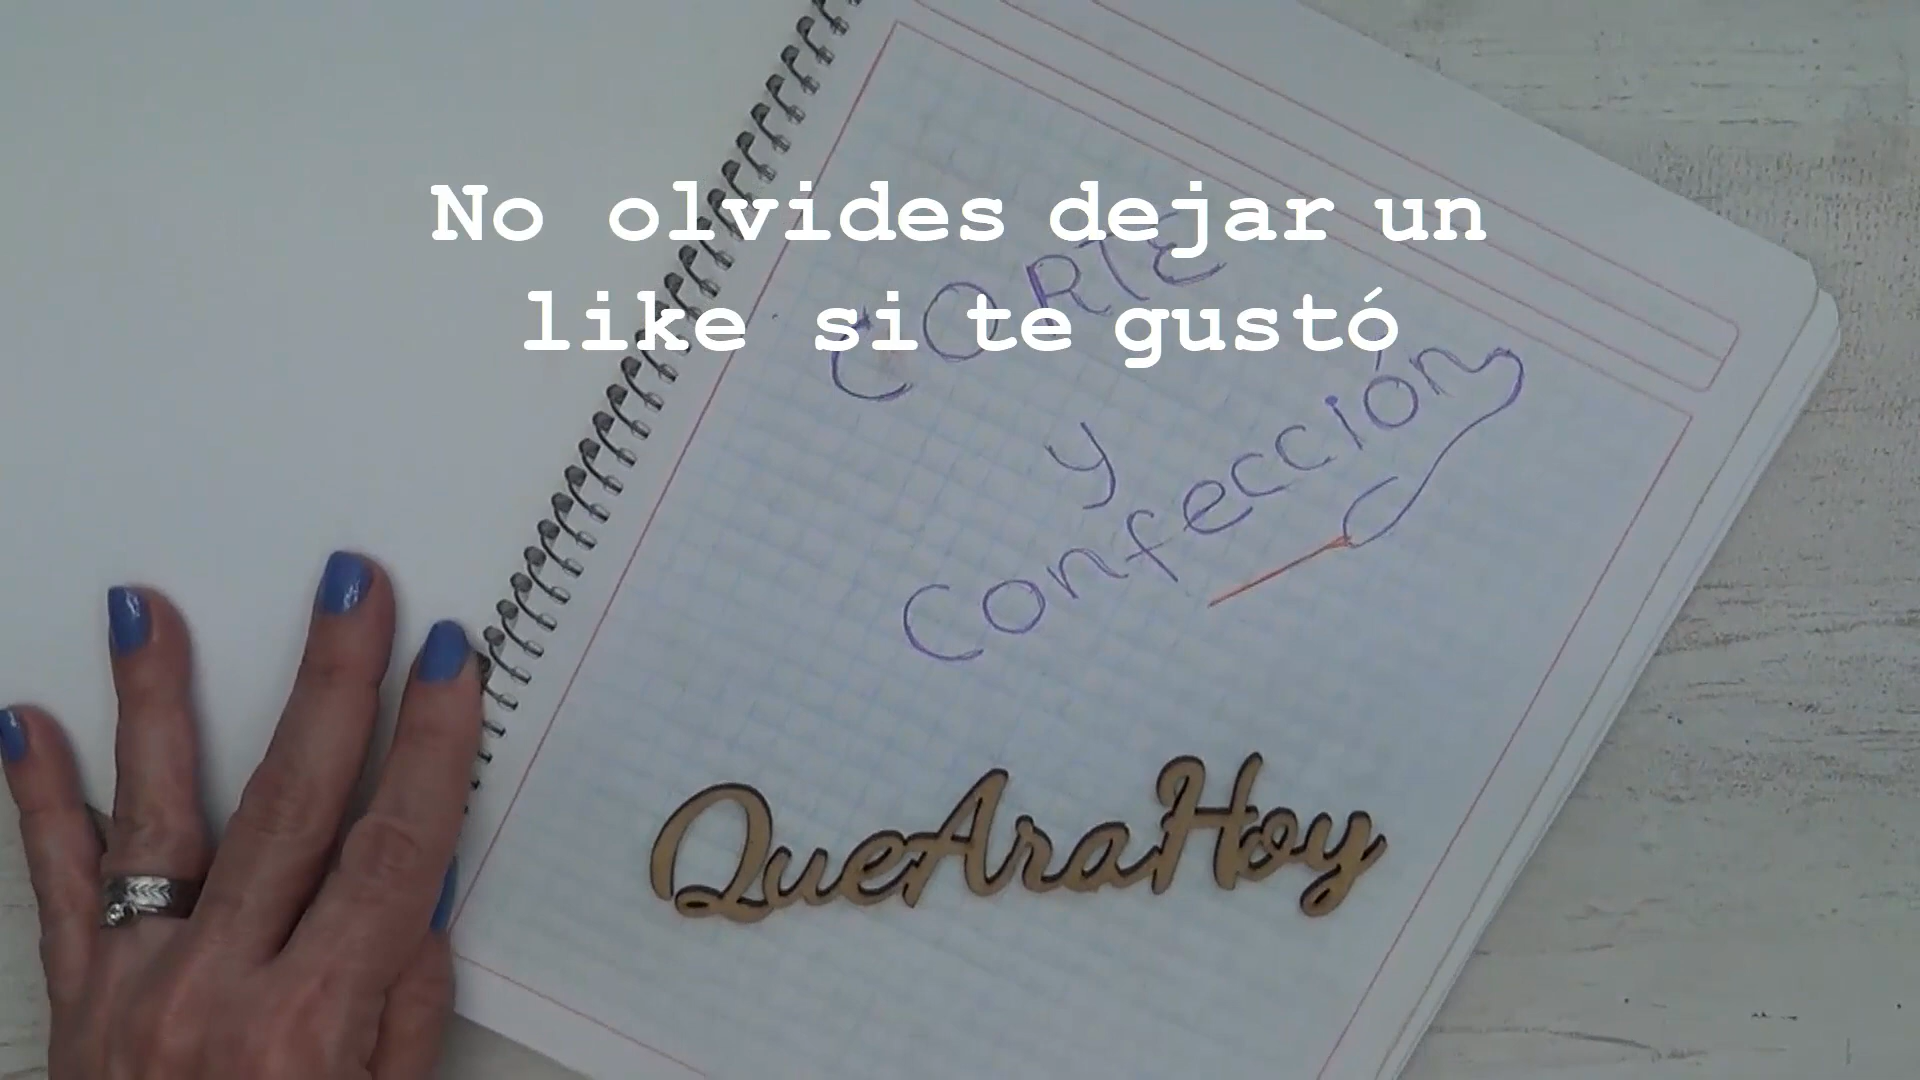 No olvides dejar un
like si te gustó
CORTE
y
Confección
QueAraHoy